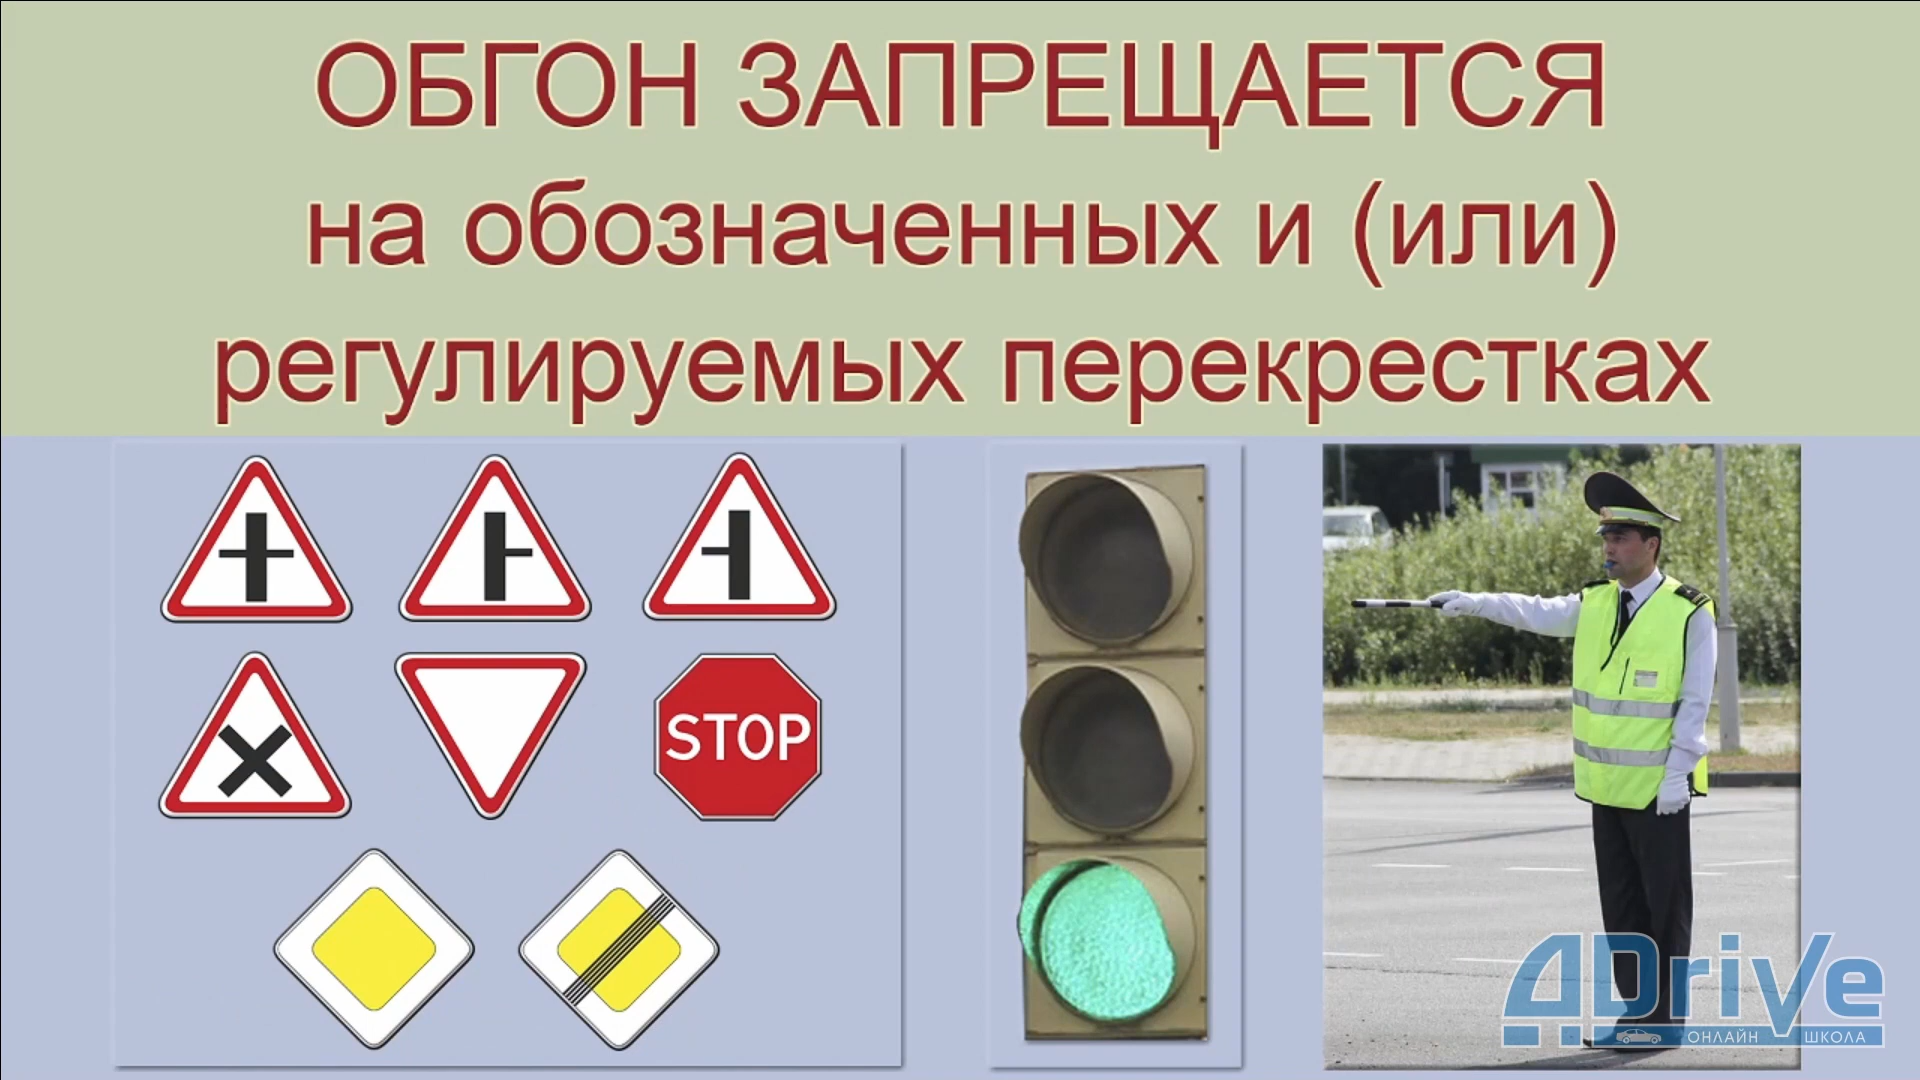 ОБГОН ЗАПРЕЩАЕТСЯ
на обозначенных и (или)
регулируемых перекрестках
STOP
4Drive
ОНЛАЙН ШКОЛА